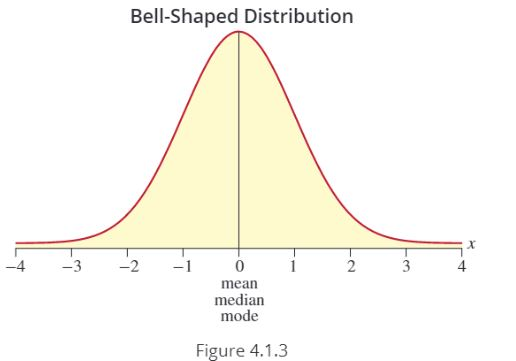 Bell-Shaped Distribution
x
−4 −3 −2 −1 0 1 2 3 4
mean
median
mode
Figure 4.1.3